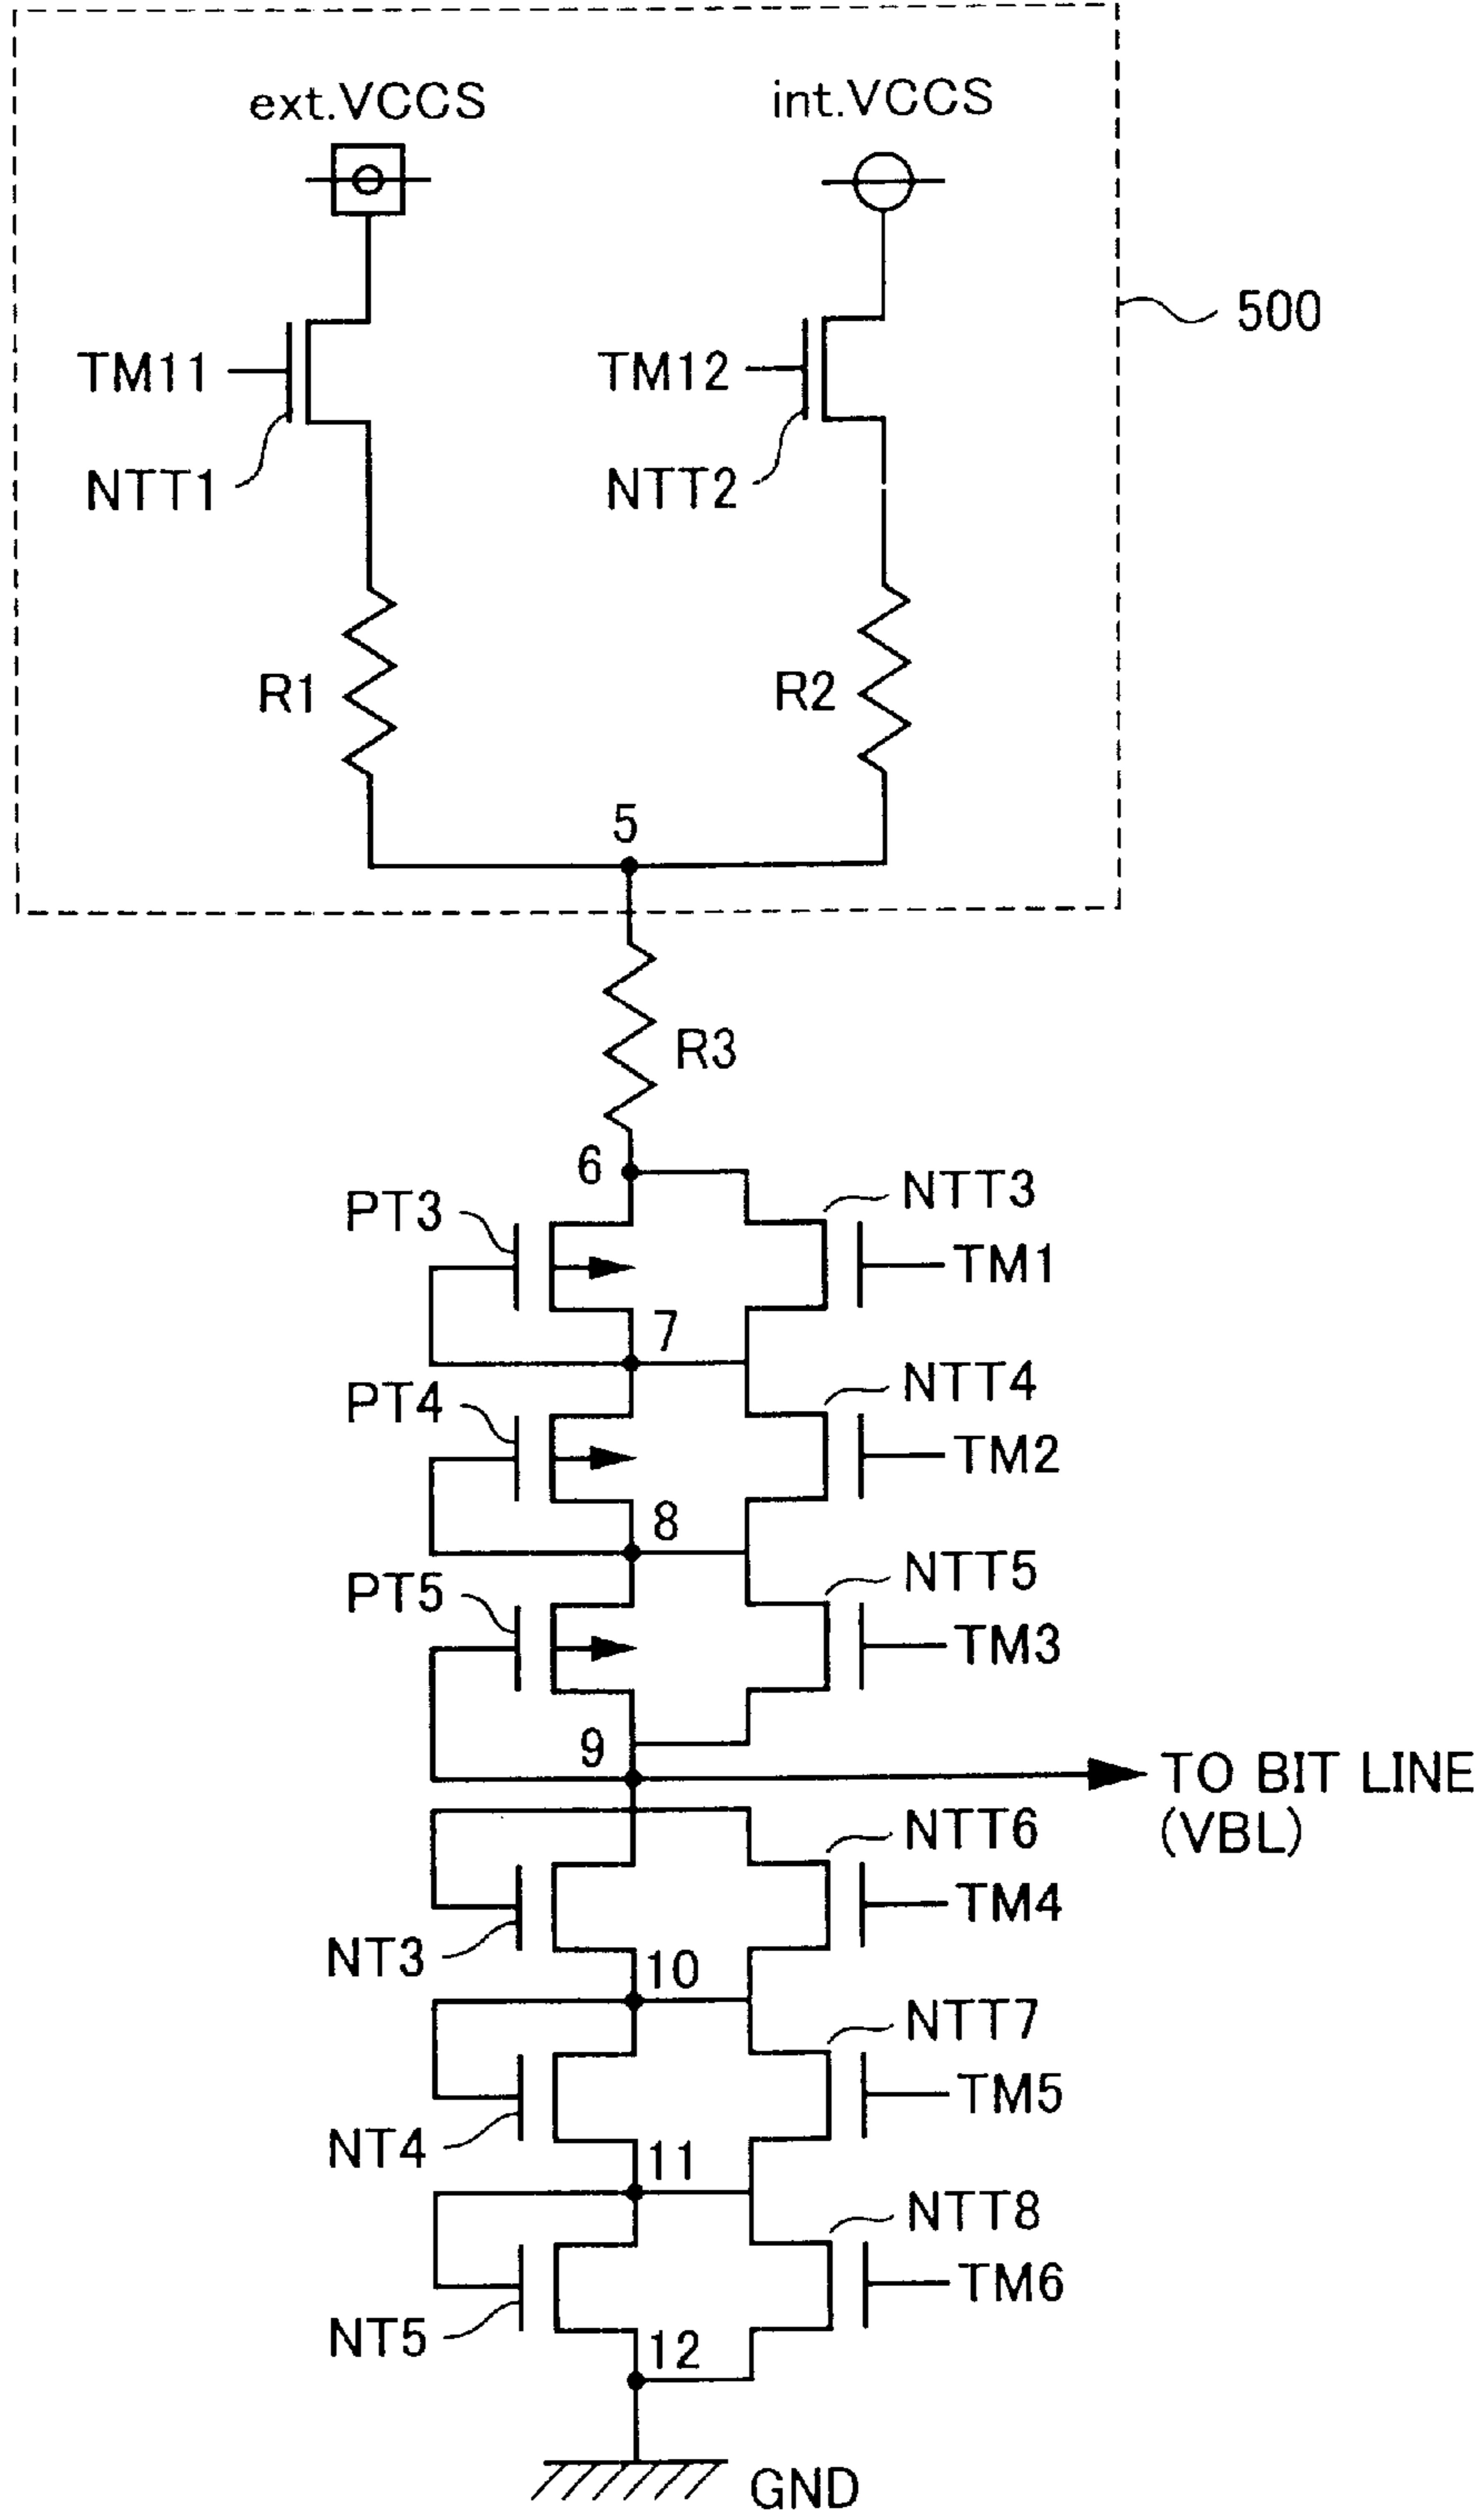 ext.VCCS
int.VCCS
500
TM11
TM12
NTT1
NTT2
R1
R2
5
R3
6
NTT3
PT3
TM1
7
NTT4
PT4
TM2
8
NTT5
PT5
TM3
9
TO BIT LINE
(VBL)
NTT6
TM4
NT3
10
NTT7
TM5
NT4
11
NTT8
TM6
NT5
12
GND